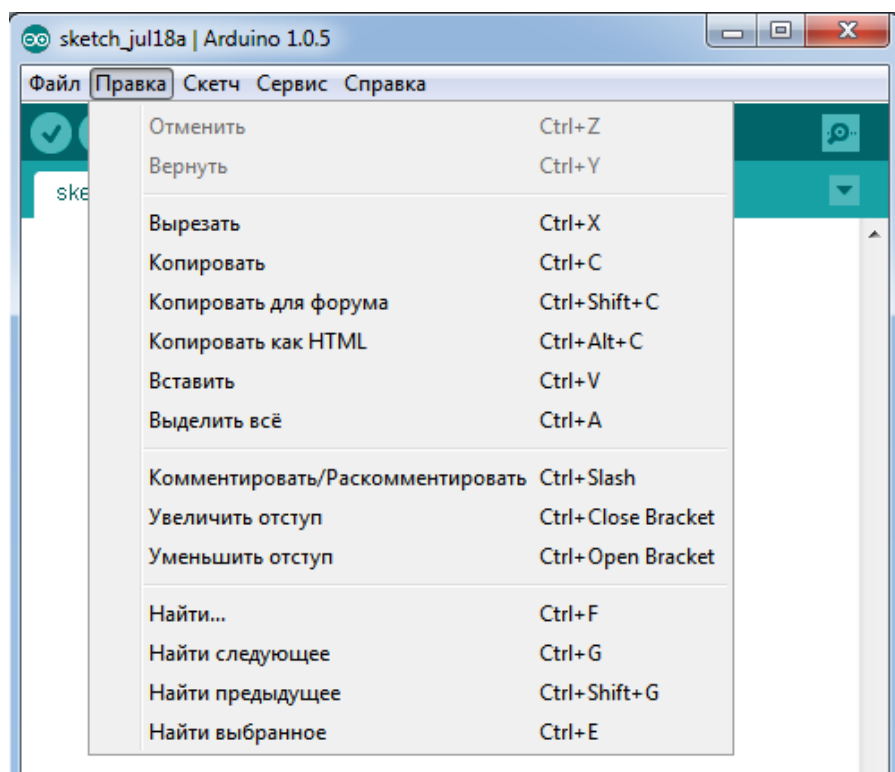 sketch_jul18a | Arduino 1.0.5
Файл Правка Скетч Сервис Справка
Отменить Ctrl+Z
Вернуть Ctrl+Y
ske
Вырезать Ctrl+X
Копировать Ctrl+C
Копировать для форума Ctrl+Shift+C
Копировать как HTML Ctrl+Alt+C
Вставить Ctrl+V
Выделить всё Ctrl+A
Комментировать/Раскомментировать Ctrl+Slash
Увеличить отступ Ctrl+Close Bracket
Уменьшить отступ Ctrl+Open Bracket
Найти... Ctrl+F
Найти следующее Ctrl+G
Найти предыдущее Ctrl+Shift+G
Найти выбранное Ctrl+E